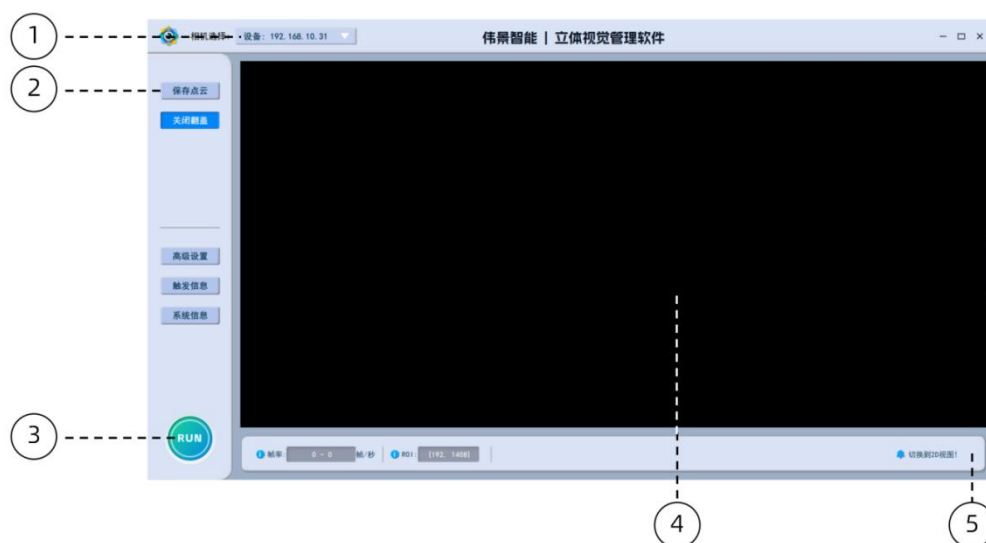 1
相机选择
设备: 192.168.10.31
伟景智能 | 立体视觉管理软件
2
保存点云
关闭翻盖
高级设置
触发信息
系统信息
3
RUN
帧率: 0 - 0 帧/秒
ROI: [192, 1408]
切换到2D视图!
4
5